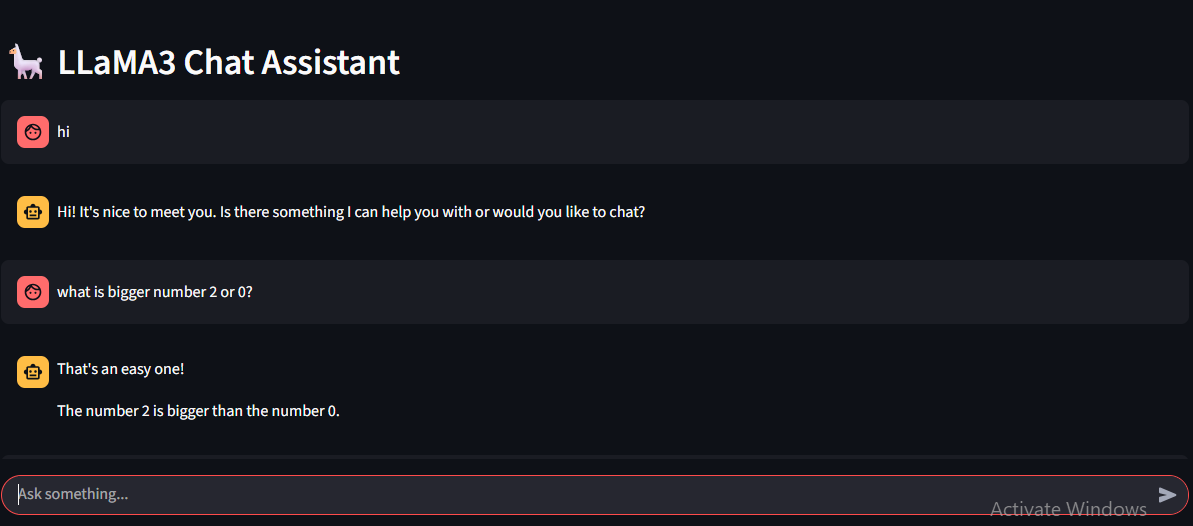 LLaMA3 Chat Assistant
hi
Hi! It's nice to meet you. Is there something I can help you with or would you like to chat?
what is bigger number 2 or 0?
That's an easy one!
The number 2 is bigger than the number 0.
Ask something...
Activate Windows